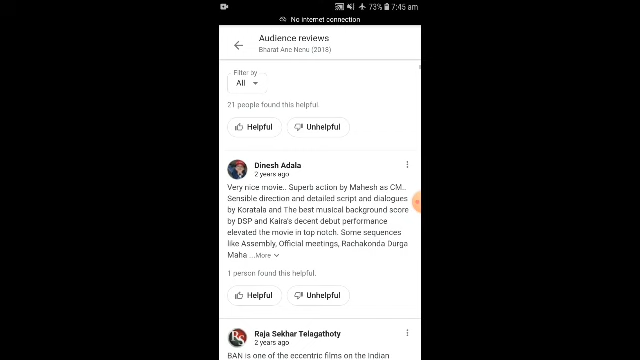 73% 7:45 am
No internet connection
Audience reviews
Bharat Ane Nenu (2018)
Filter by
All
21 people found this helpful.
Helpful Unhelpful
Dinesh Adala
2 years ago
Very nice movie.. Superb action by Mahesh as CM..
Sensible direction and detailed script and dialogues
by Koratala and The best musical background score
by DSP and Kaira's decent debut performance
elevated the movie in top notch. Some sequences
like Assembly, Official meetings, Rachakonda Durga
Maha ....More
1 person found this helpful.
Helpful Unhelpful
RS
Raja Sekhar Telagathoty
2 years ago
BAN is one of the eccentric films on the Indian